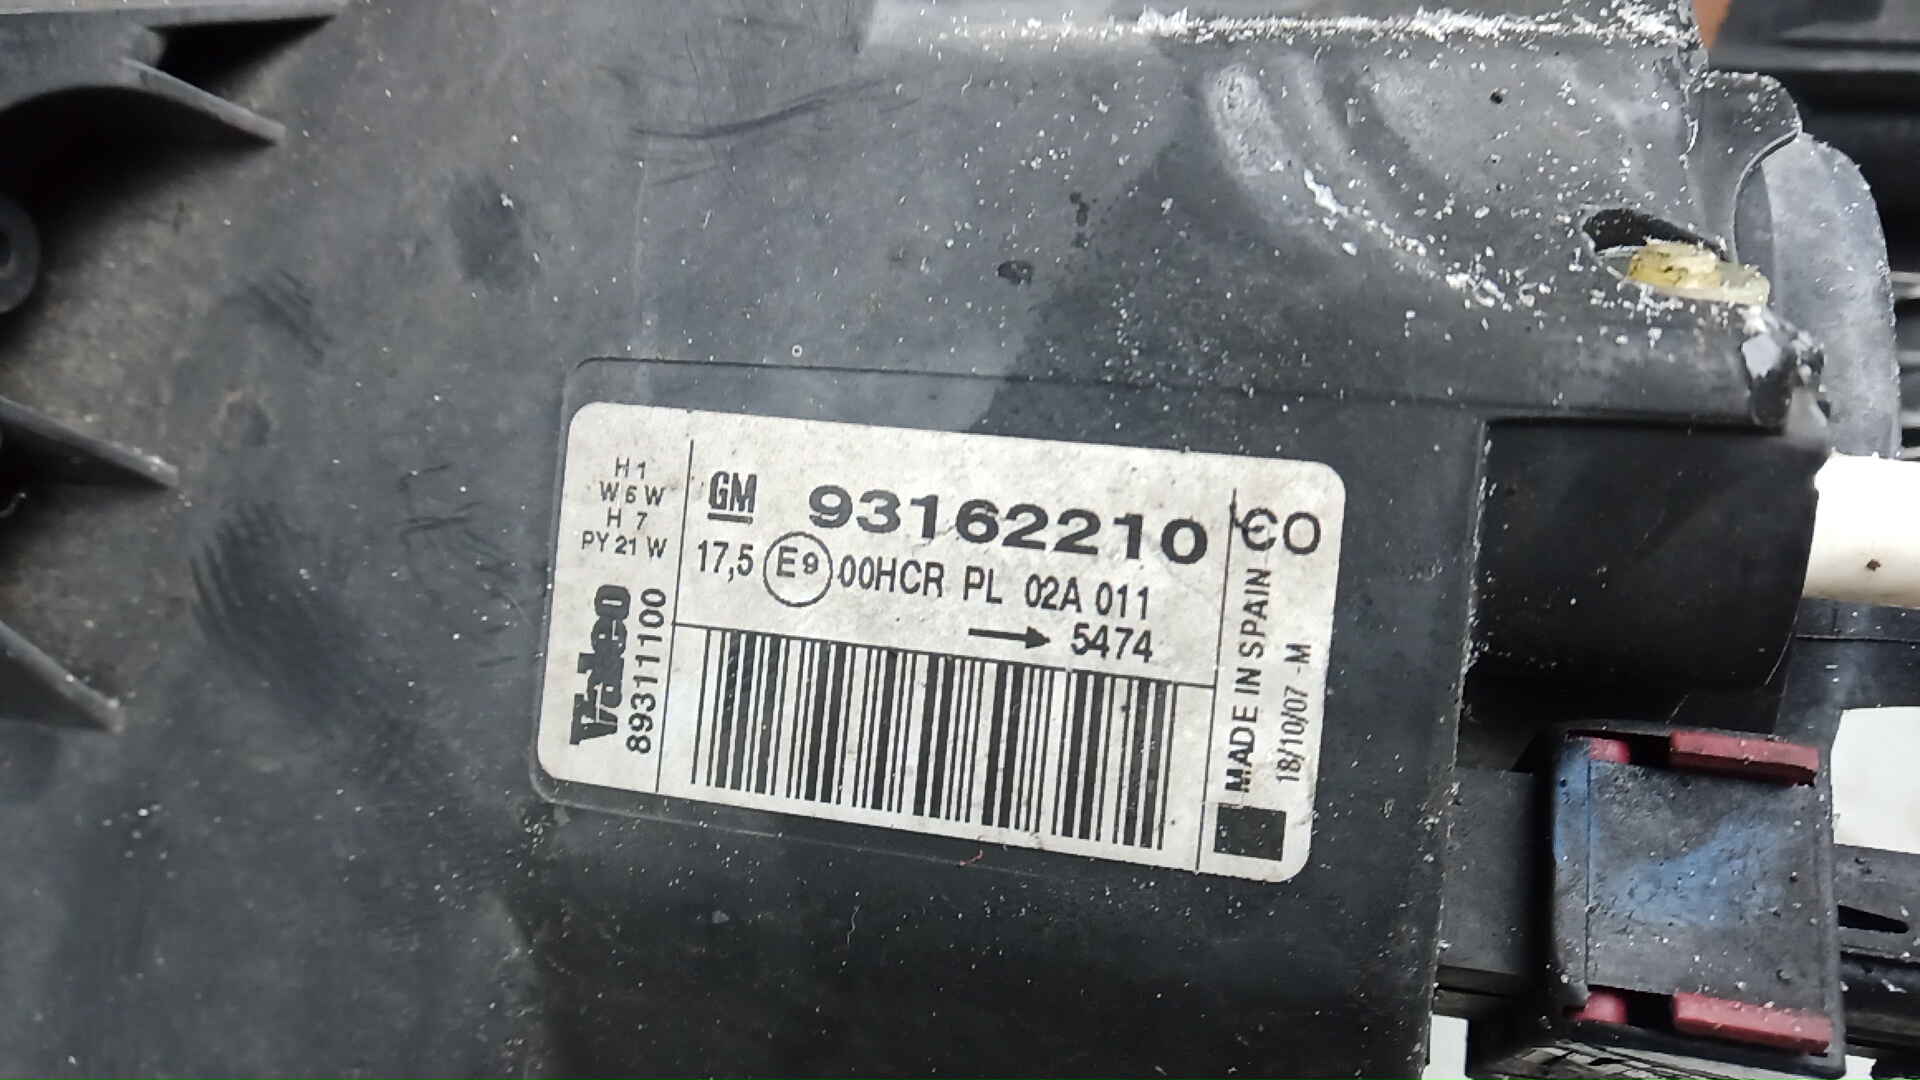 H 1
W 5 W
H 7
PY 21 W
Valeo
89311100
GM 93162210
17,5 E9 00HCR PL 02A 011
→ 5474
CO
MADE IN SPAIN
18/10/07 -M